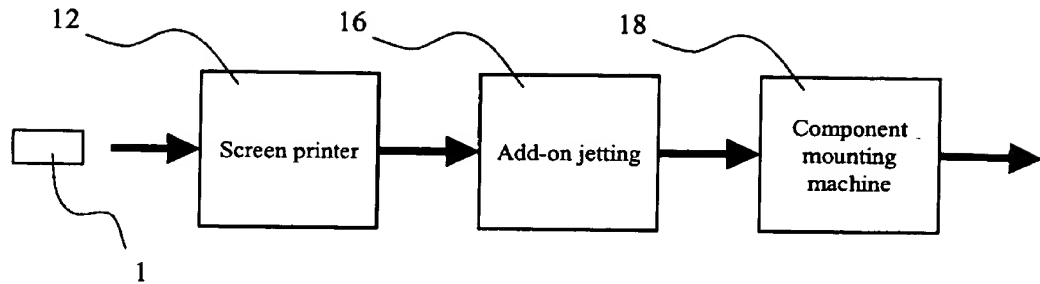 12
16
18
Screen printer
Add-on jetting
Component
mounting
machine
1